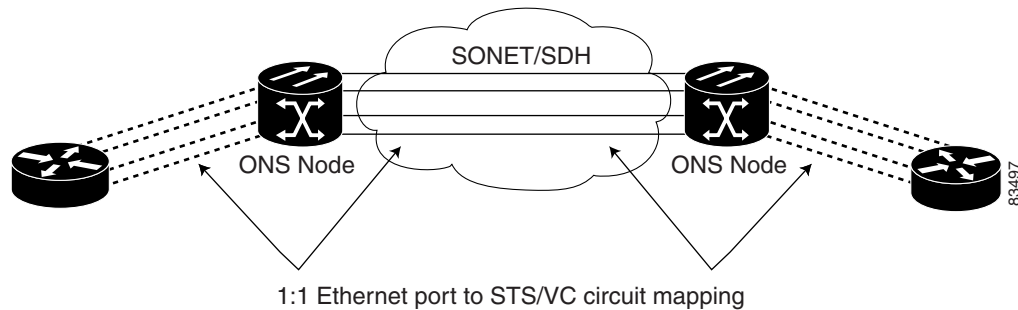 SONET/SDH
ONS Node
ONS Node
83497
1:1 Ethernet port to STS/VC circuit mapping